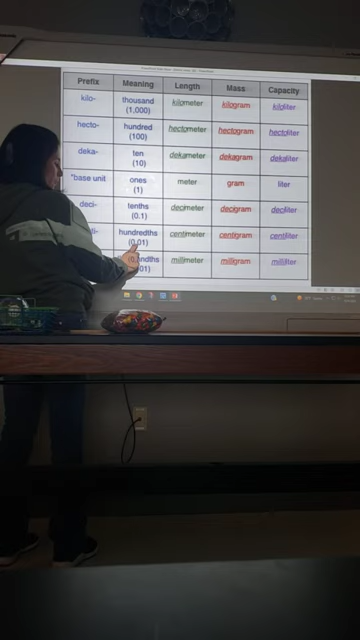 Prefix Meaning Length Mass Capacity
kilo- thousand (1,000) kilometer kilogram kiloliter
hecto- hundred (100) hectometer hectogram hectoliter
deka- ten (10) dekameter dekagram dekaliter
"base unit ones (1) meter gram liter
deci- tenths (0.1) decimeter decigram deciliter
hundredths (0.01) centimeter centigram centiliter
millimeter milligram milliliter